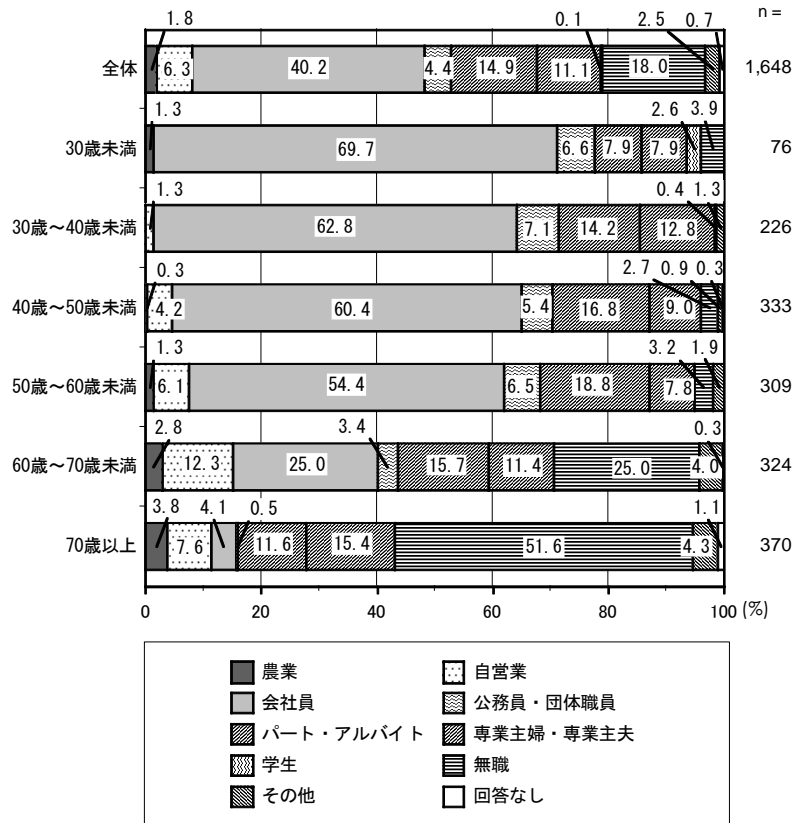 n =
1.8 0.1 2.5 0.7
全体 6.3 40.2 4.4 14.9 11.1 18.0 1,648
1.3 2.6 3.9
30歳未満 69.7 6.6 7.9 7.9 76
1.3 0.4 1.3
30歳～40歳未満 62.8 7.1 14.2 12.8 226
0.3 2.7 0.9 0.3
40歳～50歳未満 4.2 60.4 5.4 16.8 9.0 333
1.3 3.2 1.9
50歳～60歳未満 6.1 54.4 6.5 18.8 7.8 309
2.8 3.4 0.3
60歳～70歳未満 12.3 25.0 15.7 11.4 25.0 4.0 324
3.8 4.1 0.5 1.1
70歳以上 7.6 11.6 15.4 51.6 4.3 370
0 20 40 60 80 100 (%)
農業 自営業
会社員 公務員・団体職員
パート・アルバイト 専業主婦・専業主夫
学生 無職
その他 回答なし